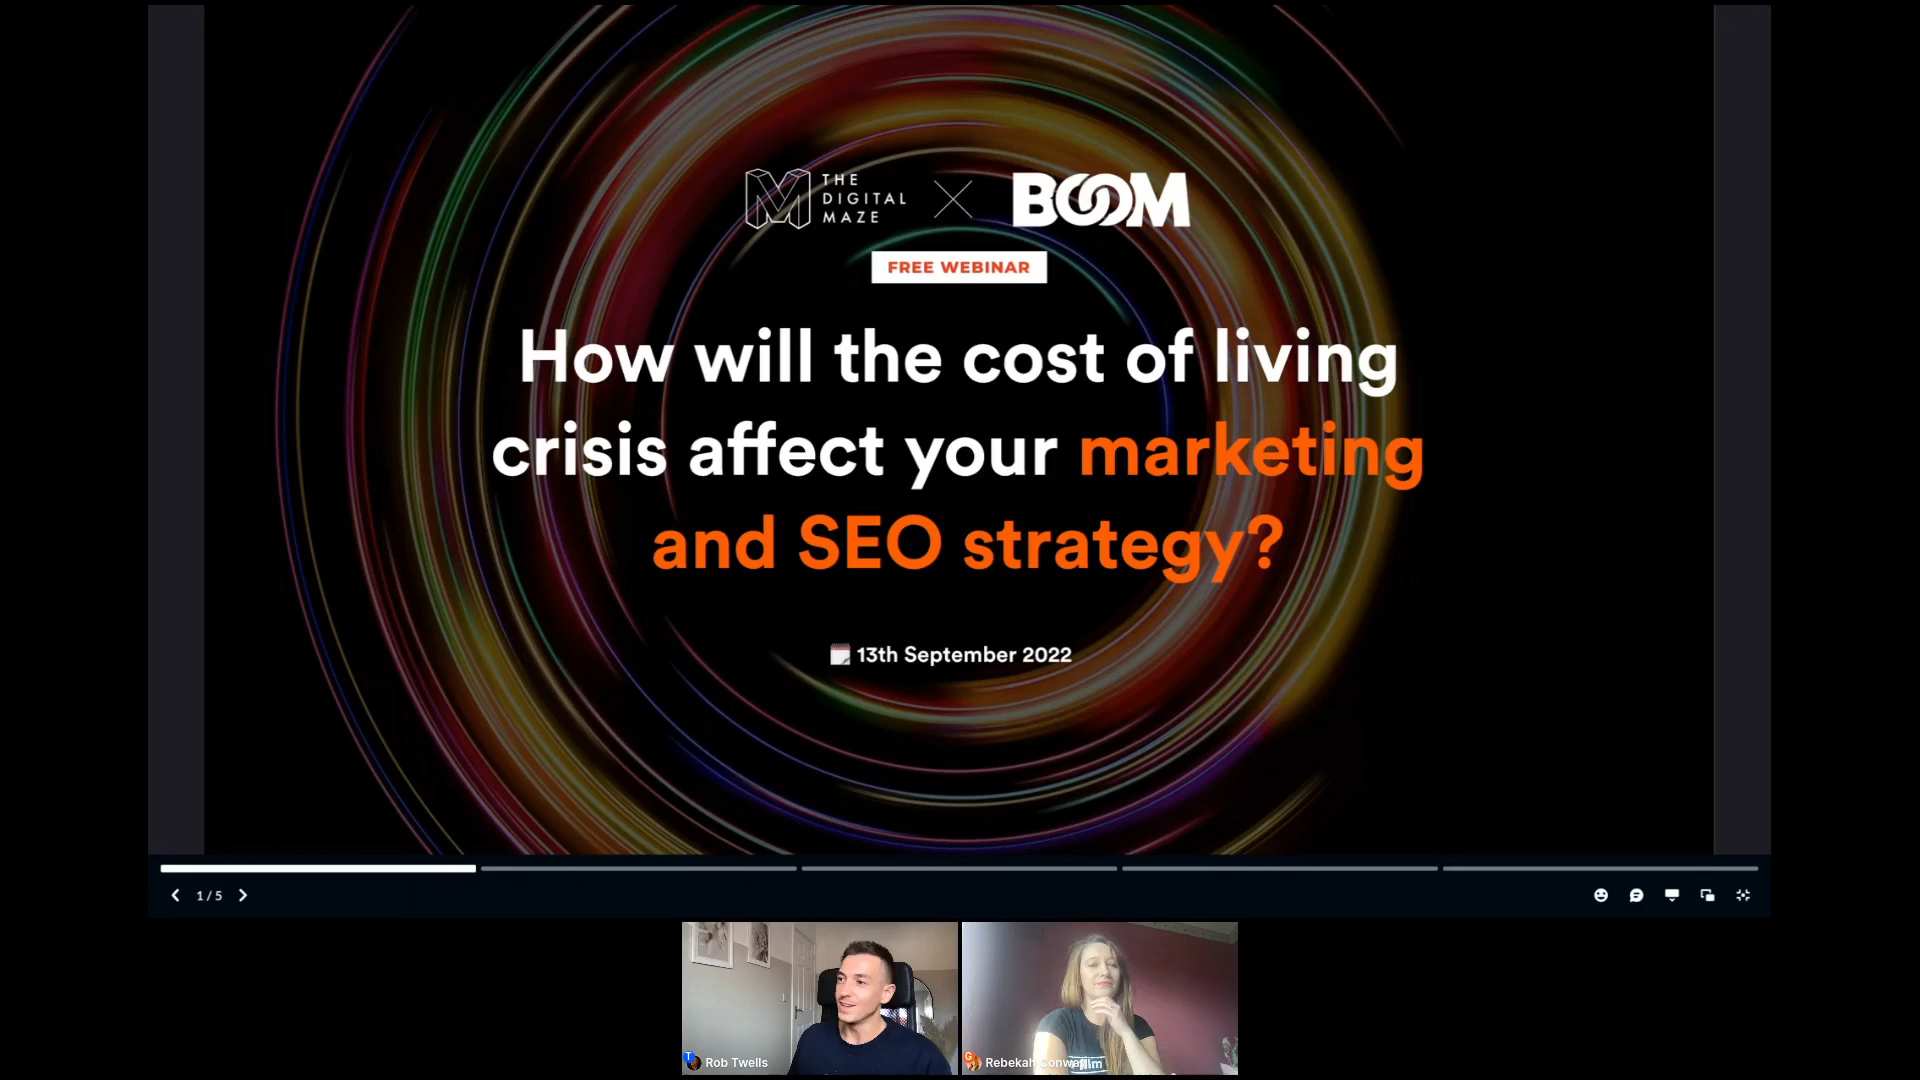 THE
DIGITAL
MAZE
BOOM
FREE WEBINAR
How will the cost of living
crisis affect your marketing
and SEO strategy?
13th September 2022
1 / 5
T
Rob Twells
G
Rebekah Conway